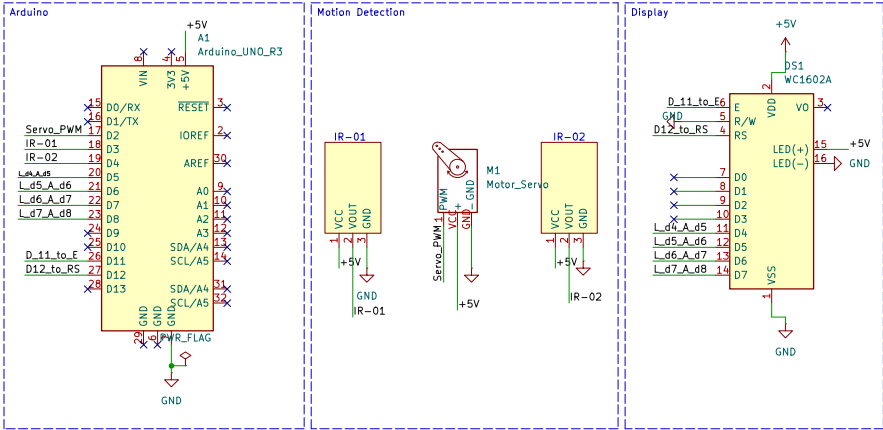 Arduino
+5V
A1
Arduino_UNO_R3
8
4
5
VIN
3V3
+5V
15 D0/RX
16 D1/TX
Servo_PWM 17 D2
IR-01 18 D3
IR-02 19 D4
L_d4_A_d5 20 D5
L_d5_A_d6 21 D6
L_d6_A_d7 22 D7
L_d7_A_d8 23 D8
24 D9
25 D10
D_11_to_E 26 D11
D12_to_RS 27 D12
28 D13
RESET 3
IOREF 2
AREF 30
A0 9
A1 10
A2 11
A3 12
SDA/A4 13
SCL/A5 14
SDA/A4 31
SCL/A5 32
GND
GND
GND
29
6
PWR_FLAG
GND
Motion Detection
IR-01
VCC
VOUT
GND
1
2
3
+5V
GND
IR-01
M1
Motor_Servo
PWM
+
-
GND
VCC
GND
1
Servo_PWM
+5V
IR-02
VCC
VOUT
GND
1
2
3
+5V
IR-02
Display
+5V
DS1
WC1602A
2
VDD
D_11_to_E 6 E
GND 5 R/W
D12_to_RS 4 RS
7 D0
8 D1
9 D2
10 D3
L_d4_A_d5 11 D4
L_d5_A_d6 12 D5
L_d6_A_d7 13 D6
L_d7_A_d8 14 D7
VO 3
LED(+) 15 +5V
LED(-) 16 GND
VSS
1
GND